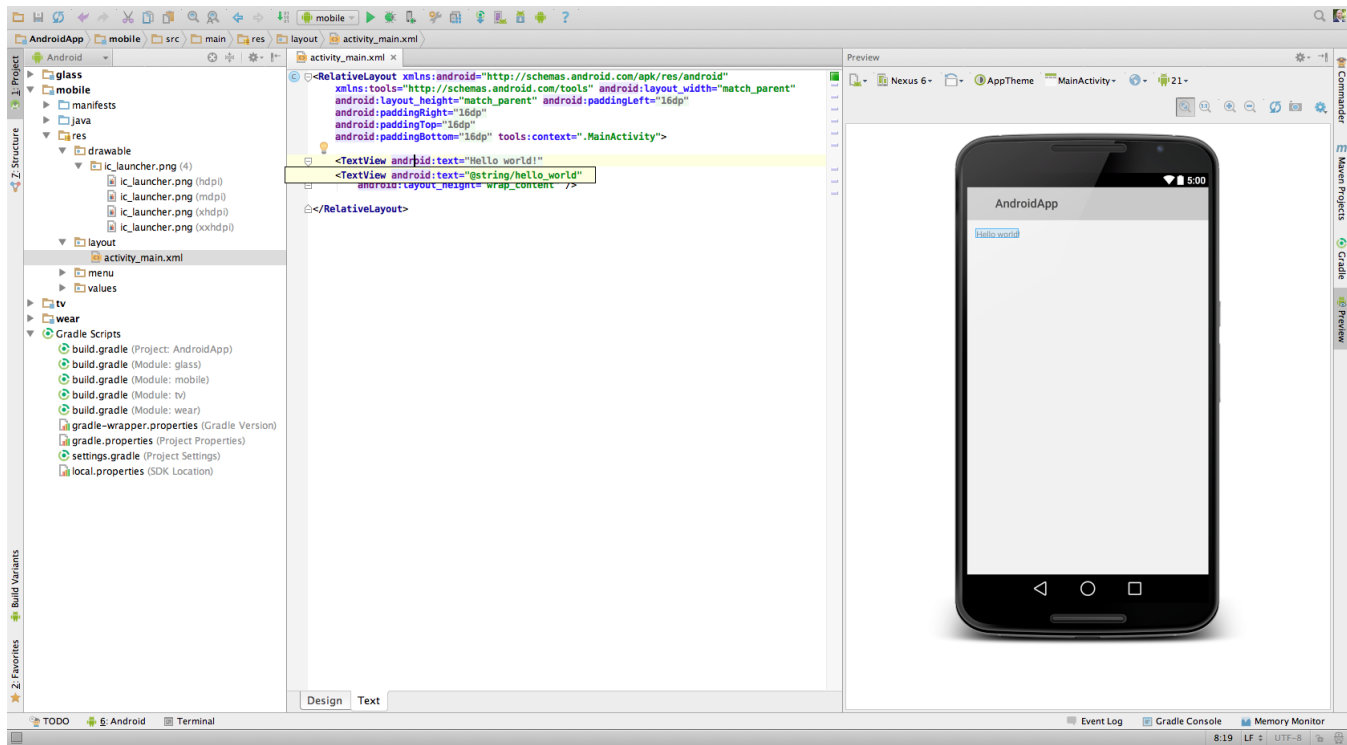 mobile
AndroidApp mobile src main res layout activity_main.xml
Android
activity_main.xml ×
Preview
1: Project
Z: Structure
Build Variants
2: Favorites
glass
mobile
manifests
java
res
drawable
ic_launcher.png (4)
ic_launcher.png (hdpi)
ic_launcher.png (mdpi)
ic_launcher.png (xhdpi)
ic_launcher.png (xxhdpi)
layout
activity_main.xml
menu
values
tv
wear
Gradle Scripts
build.gradle (Project: AndroidApp)
build.gradle (Module: glass)
build.gradle (Module: mobile)
build.gradle (Module: tv)
build.gradle (Module: wear)
gradle-wrapper.properties (Gradle Version)
gradle.properties (Project Properties)
settings.gradle (Project Settings)
local.properties (SDK Location)
<RelativeLayout xmlns:android="http://schemas.android.com/apk/res/android"
xmlns:tools="http://schemas.android.com/tools" android:layout_width="match_parent"
android:layout_height="match_parent" android:paddingLeft="16dp"
android:paddingRight="16dp"
android:paddingTop="16dp"
android:paddingBottom="16dp" tools:context=".MainActivity">
<TextView android:text="Hello world!"
<TextView android:text="@string/hello_world"
android:layout_height="wrap_content" />
</RelativeLayout>
Design Text
Nexus 6 AppTheme MainActivity 21
5:00
AndroidApp
Hello world!
Commander
Maven Projects
Gradle
Preview
TODO 6: Android Terminal
Event Log Gradle Console Memory Monitor
8:19 LF UTF-8